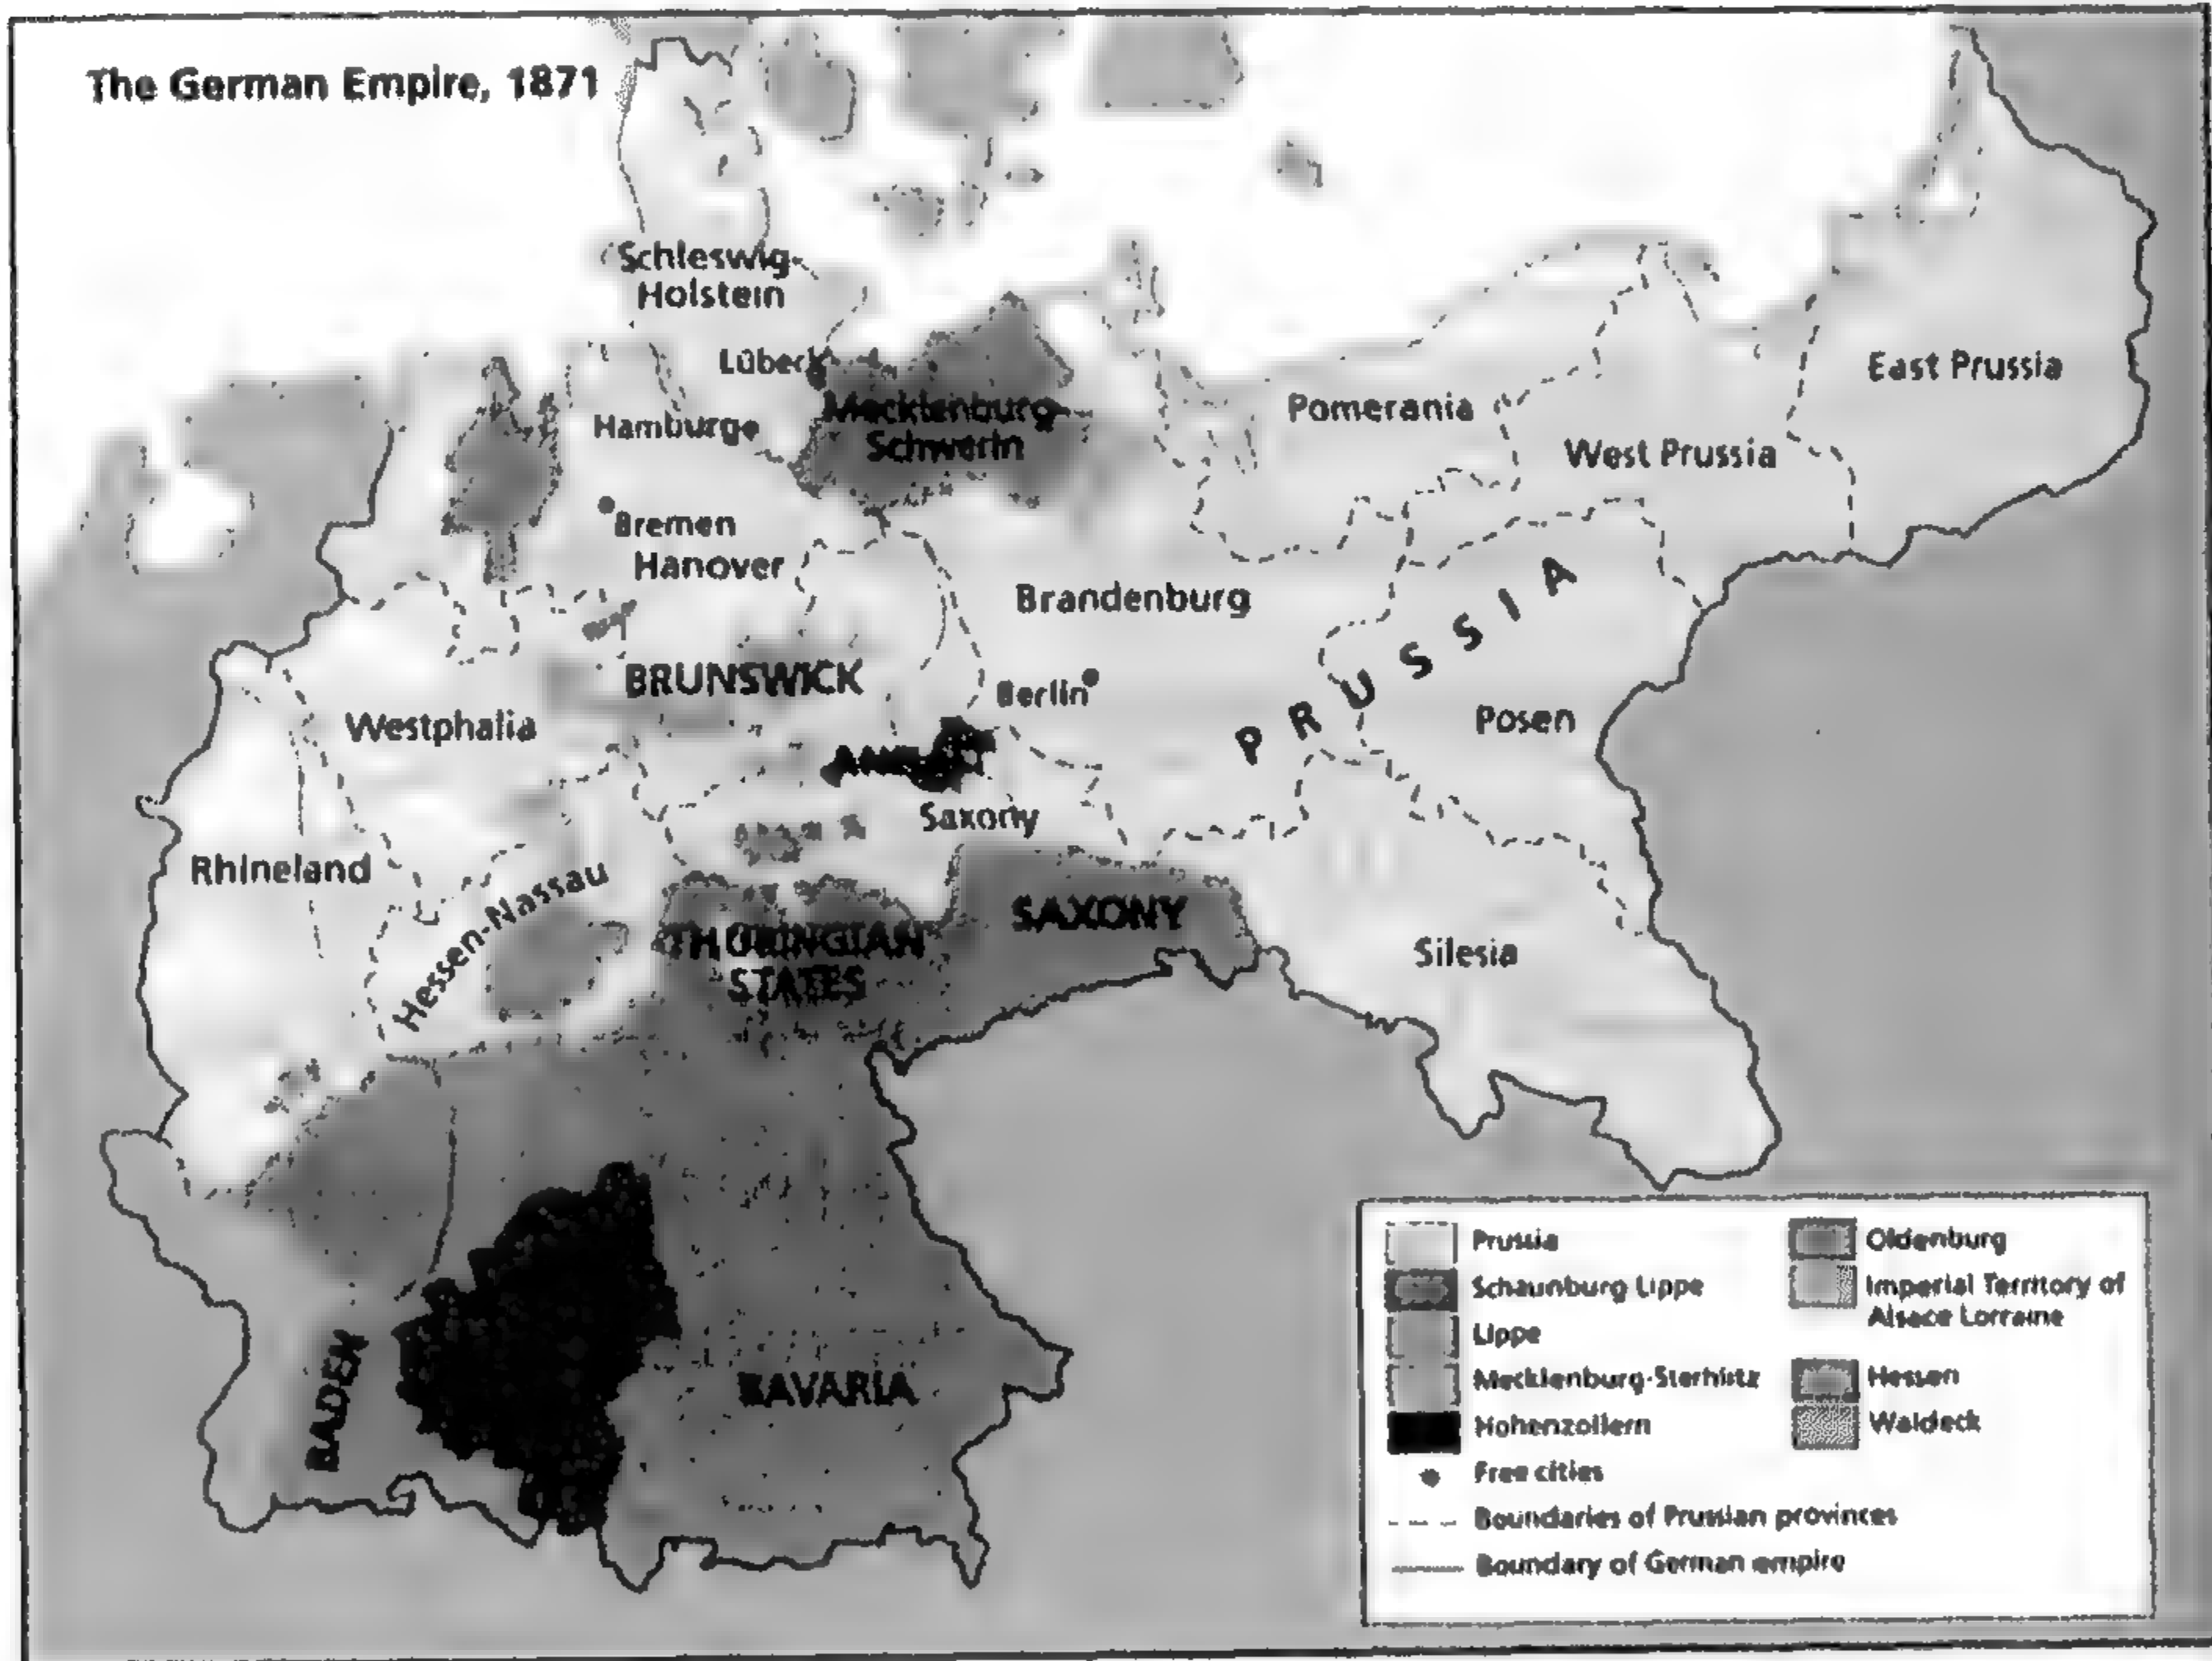 The German Empire, 1871
Schleswig-
Holstein
Lübeck
Hamburg
Mecklenburg-
Schwerin
Pomerania
East Prussia
West Prussia
Bremen
Hanover
Brandenburg
PRUSSIA
BRUNSWICK
Berlin
Westphalia
Posen
Saxony
Rhineland
Hessen-Nassau
SAXONY
THURINGIAN
STATES
Silesia
BADEN
BAVARIA
Prussia
Schaunburg Lippe
Lippe
Mecklenburg-Sterhlitz
Hohenzollern
Free cities
Boundaries of Prussian provinces
Boundary of German empire
Oldenburg
Imperial Territory of
Alsace Lorraine
Hessen
Waldeck